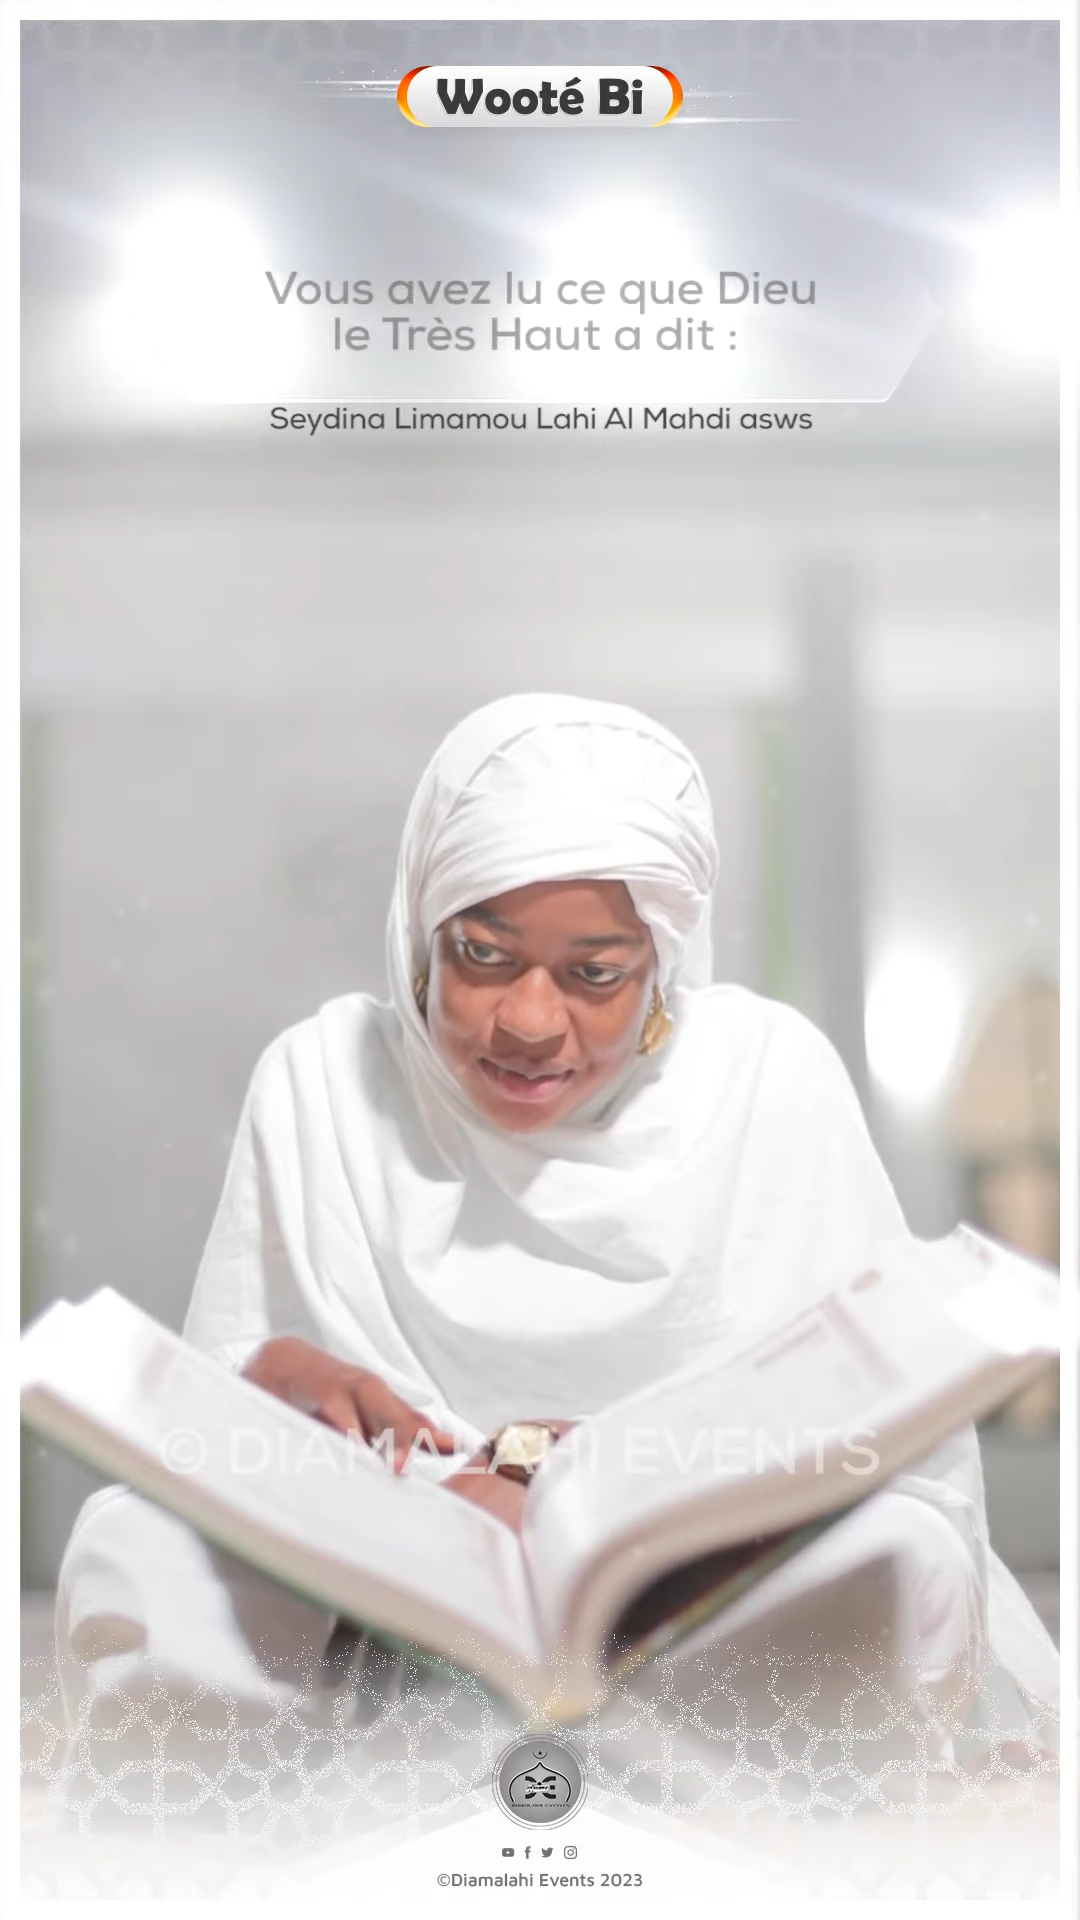 Wooté Bi
Vous avez lu ce que Dieu
le Très Haut a dit :
Seydina Limamou Lahi Al Mahdi asws
© DIAMALAHI EVENTS
©Diamalahi Events 2023